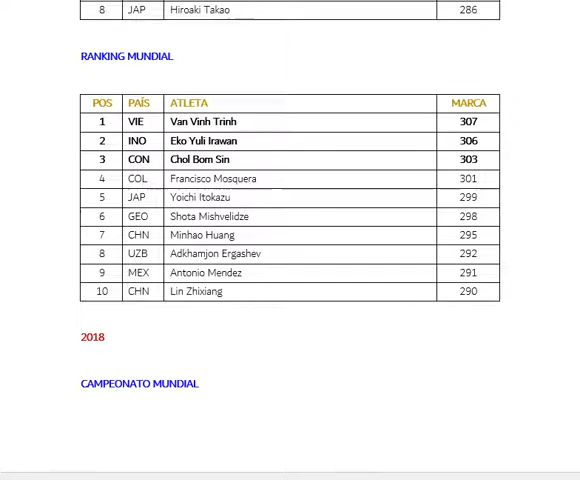 8 JAP Hiroaki Takao 286
RANKING MUNDIAL
POS PAÍS ATLETA MARCA
1 VIE Van Vinh Trinh 307
2 INO Eko Yuli Irawan 306
3 CON Chol Bom Sin 303
4 COL Francisco Mosquera 301
5 JAP Yoichi Itokazu 299
6 GEO Shota Mishvelidze 298
7 CHN Minhao Huang 295
8 UZB Adkhamjon Ergashev 292
9 MEX Antonio Mendez 291
10 CHN Lin Zhixiang 290
2018
CAMPEONATO MUNDIAL